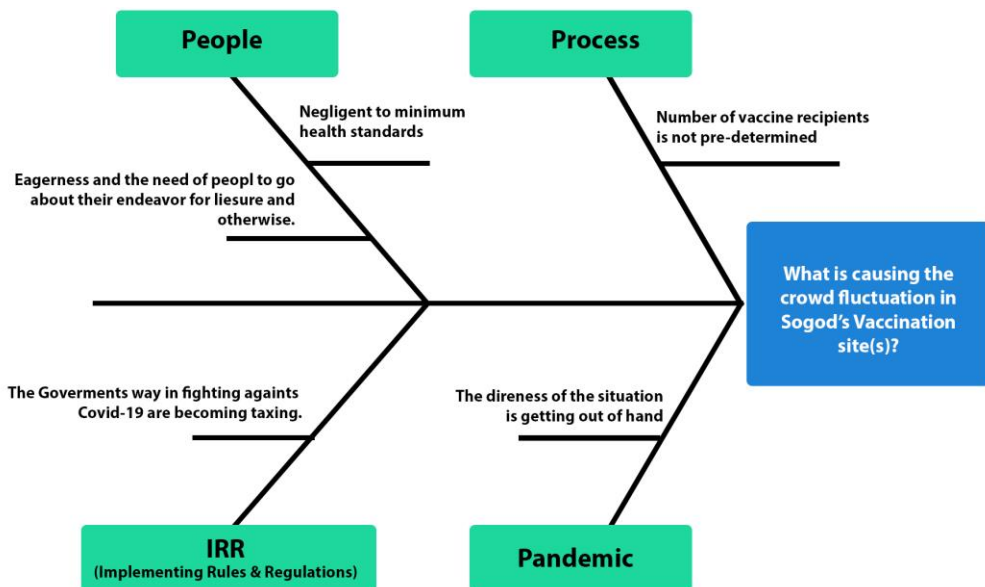 People
Process
Negligent to minimum
health standards
Number of vaccine recipients
is not pre-determined
Eagerness and the need of peopl to go
about their endeavor for liesure and
otherwise.
What is causing the
crowd fluctuation in
Sogod's Vaccination
site(s)?
The Goverments way in fighting againts
Covid-19 are becoming taxing.
The direness of the situation
is getting out of hand
IRR
(Implementing Rules & Regulations)
Pandemic